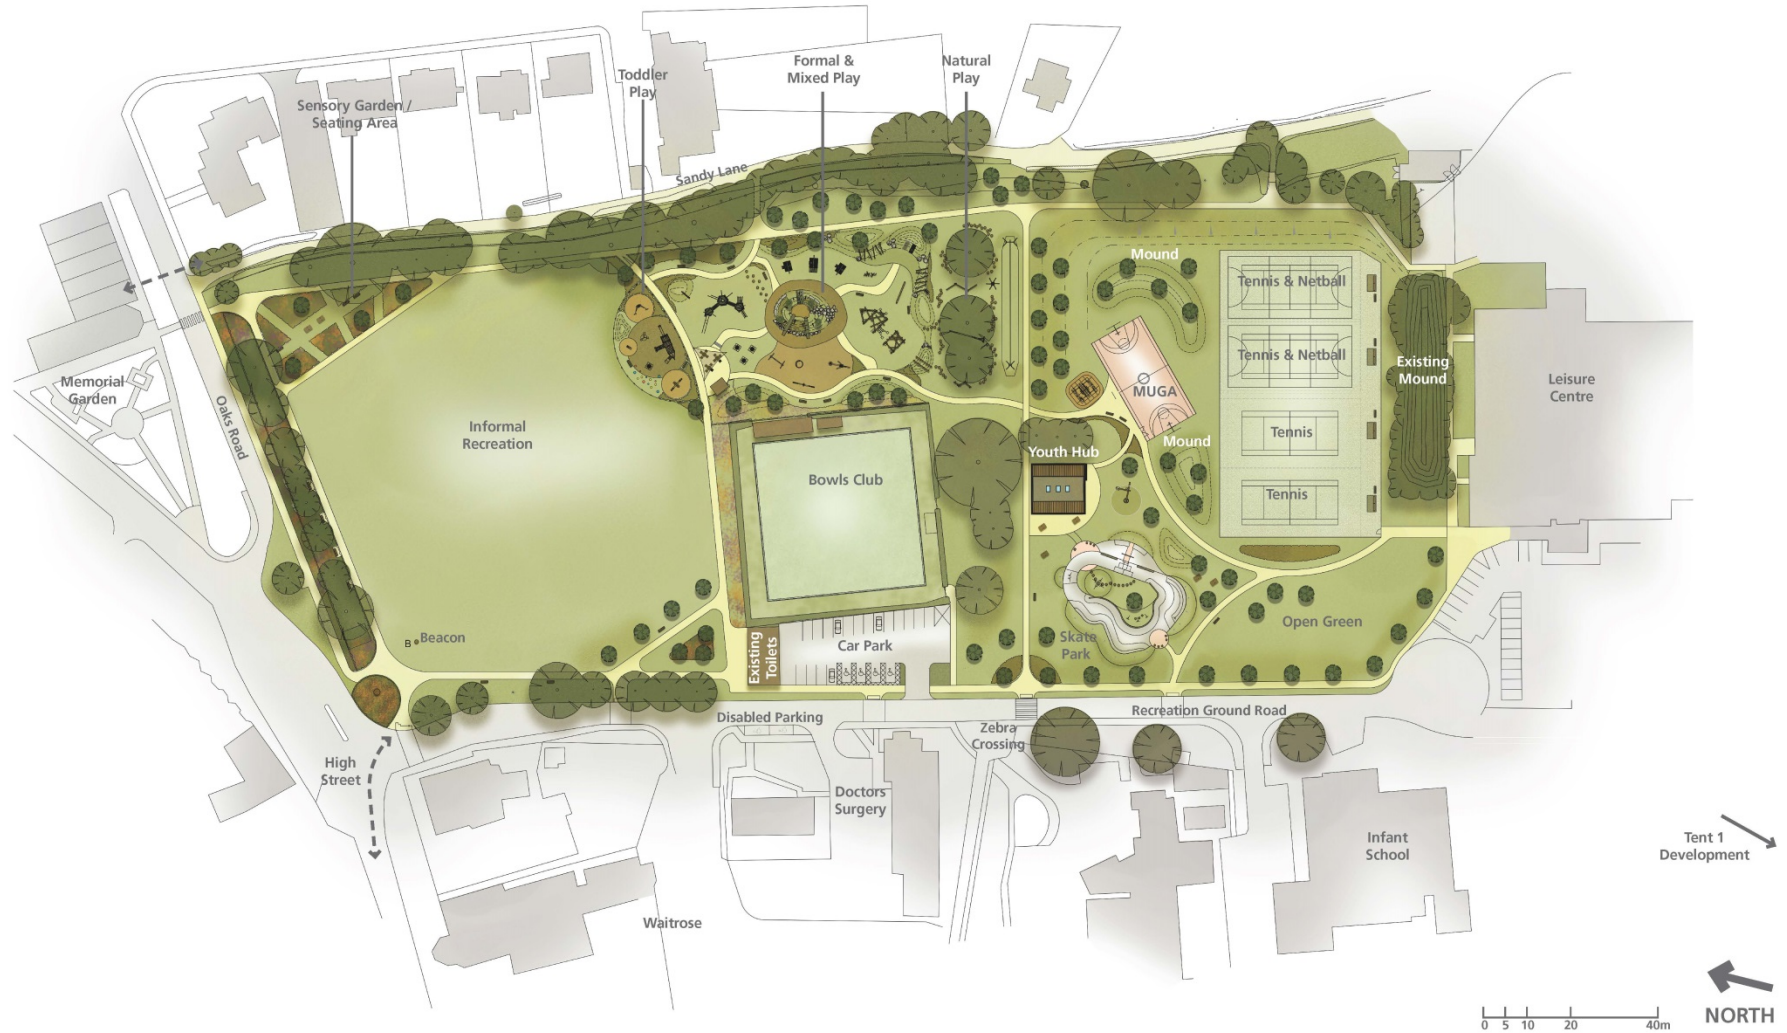 Formal &
Mixed Play
Natural
Play
Toddler
Play
Sensory Garden /
Seating Area
Sandy Lane
Mound
Tennis & Netball
Tennis & Netball
Existing
Mound
Leisure
Centre
Memorial
Garden
Oaks Road
MUGA
Informal
Recreation
Mound
Tennis
Youth Hub
Bowls Club
Tennis
B
Beacon
Existing
Toilets
Car Park
Skate
Park
Open Green
Disabled Parking
Recreation Ground Road
Zebra
Crossing
High
Street
Doctors
Surgery
Infant
School
Tent 1
Development
Waitrose
NORTH
0 5 10 20 40m